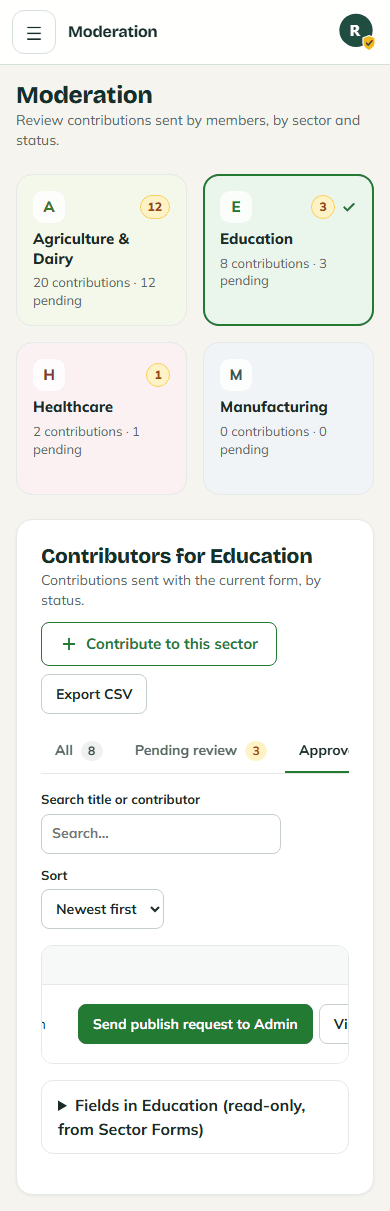 Moderation
R
Moderation
Review contributions sent by members, by sector and
status.
A
12
Agriculture &
Dairy
20 contributions · 12
pending
E
3
Education
8 contributions · 3
pending
H
1
Healthcare
2 contributions · 1
pending
M
Manufacturing
0 contributions · 0
pending
Contributors for Education
Contributions sent with the current form, by
status.
+ Contribute to this sector
Export CSV
All 8 Pending review 3
Search title or contributor
Search...
Sort
Newest first
Send publish request to Admin
Fields in Education (read-only,
from Sector Forms)